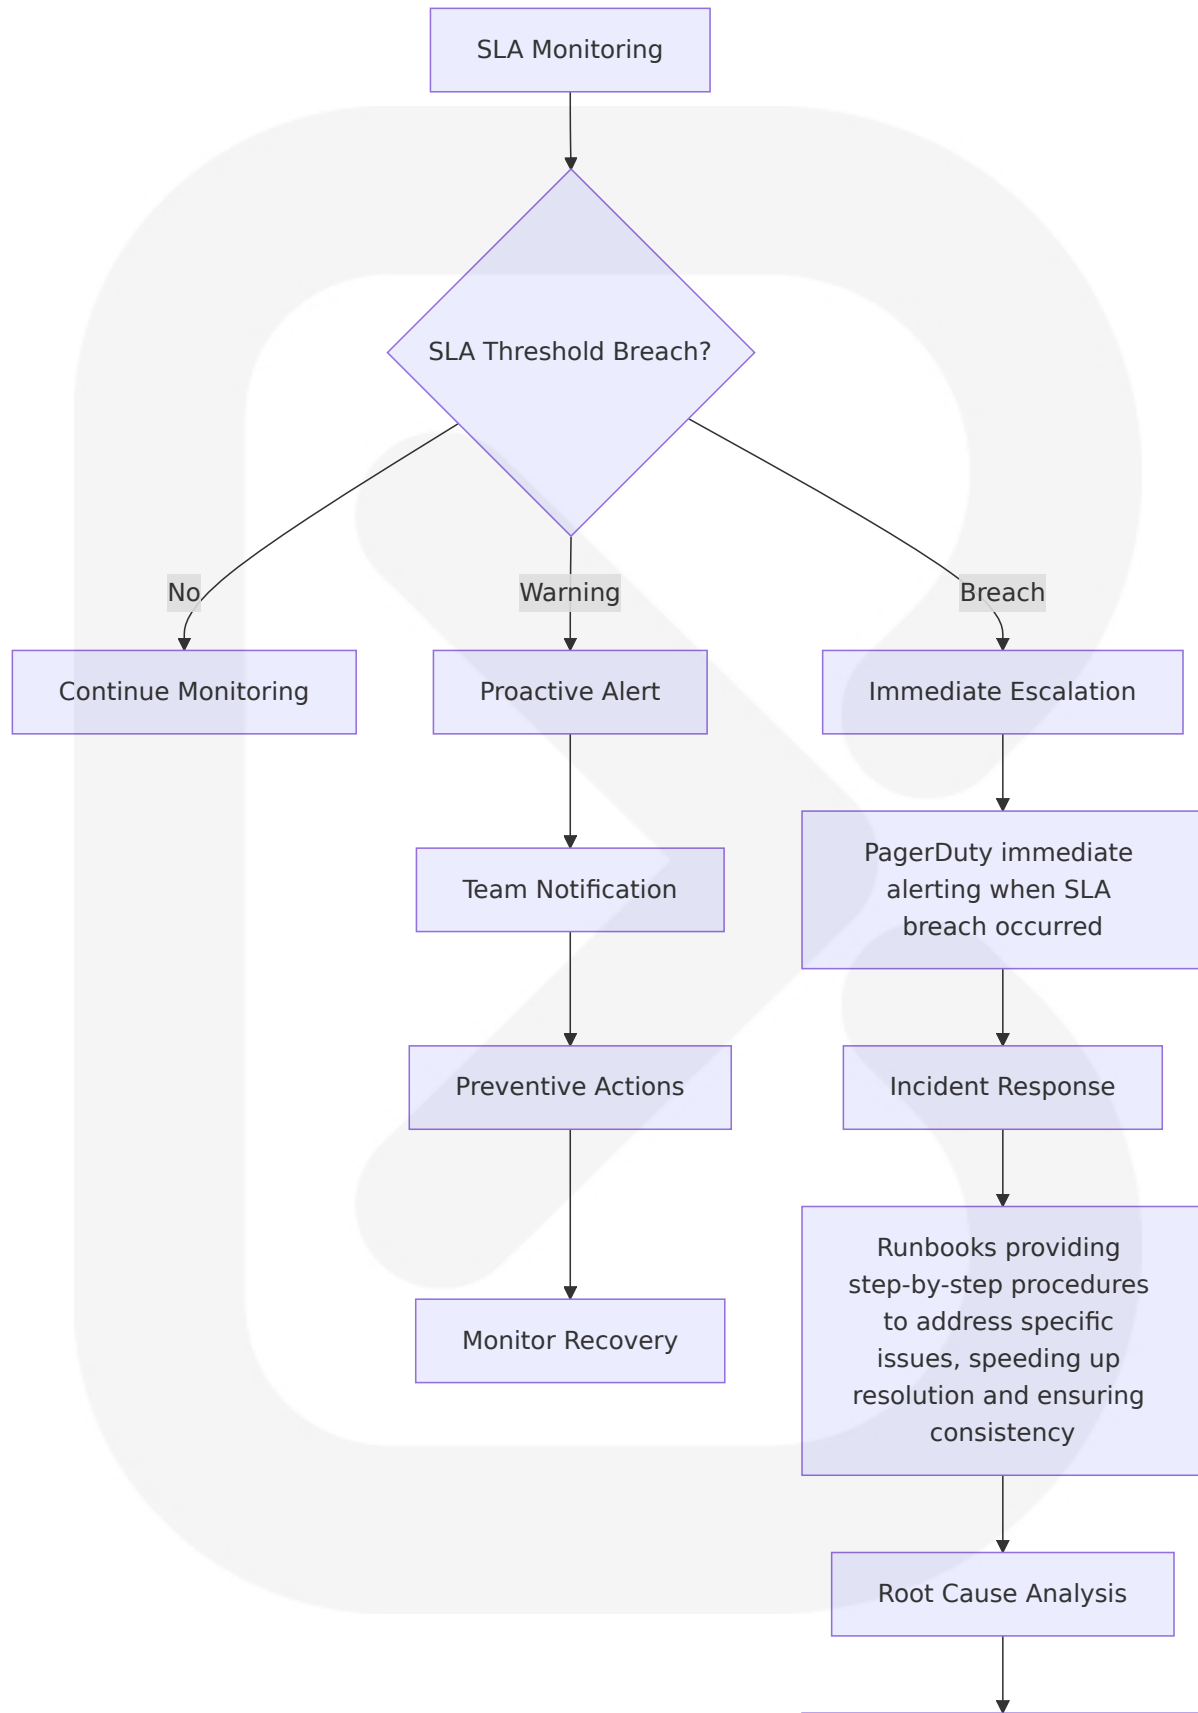 SLA Monitoring
SLA Threshold Breach?
No
Warning
Breach
Continue Monitoring
Proactive Alert
Immediate Escalation
PagerDuty immediate
alerting when SLA
breach occurred
Team Notification
Preventive Actions
Incident Response
Runbooks providing
step-by-step procedures
to address specific
issues, speeding up
resolution and ensuring
consistency
Monitor Recovery
Root Cause Analysis